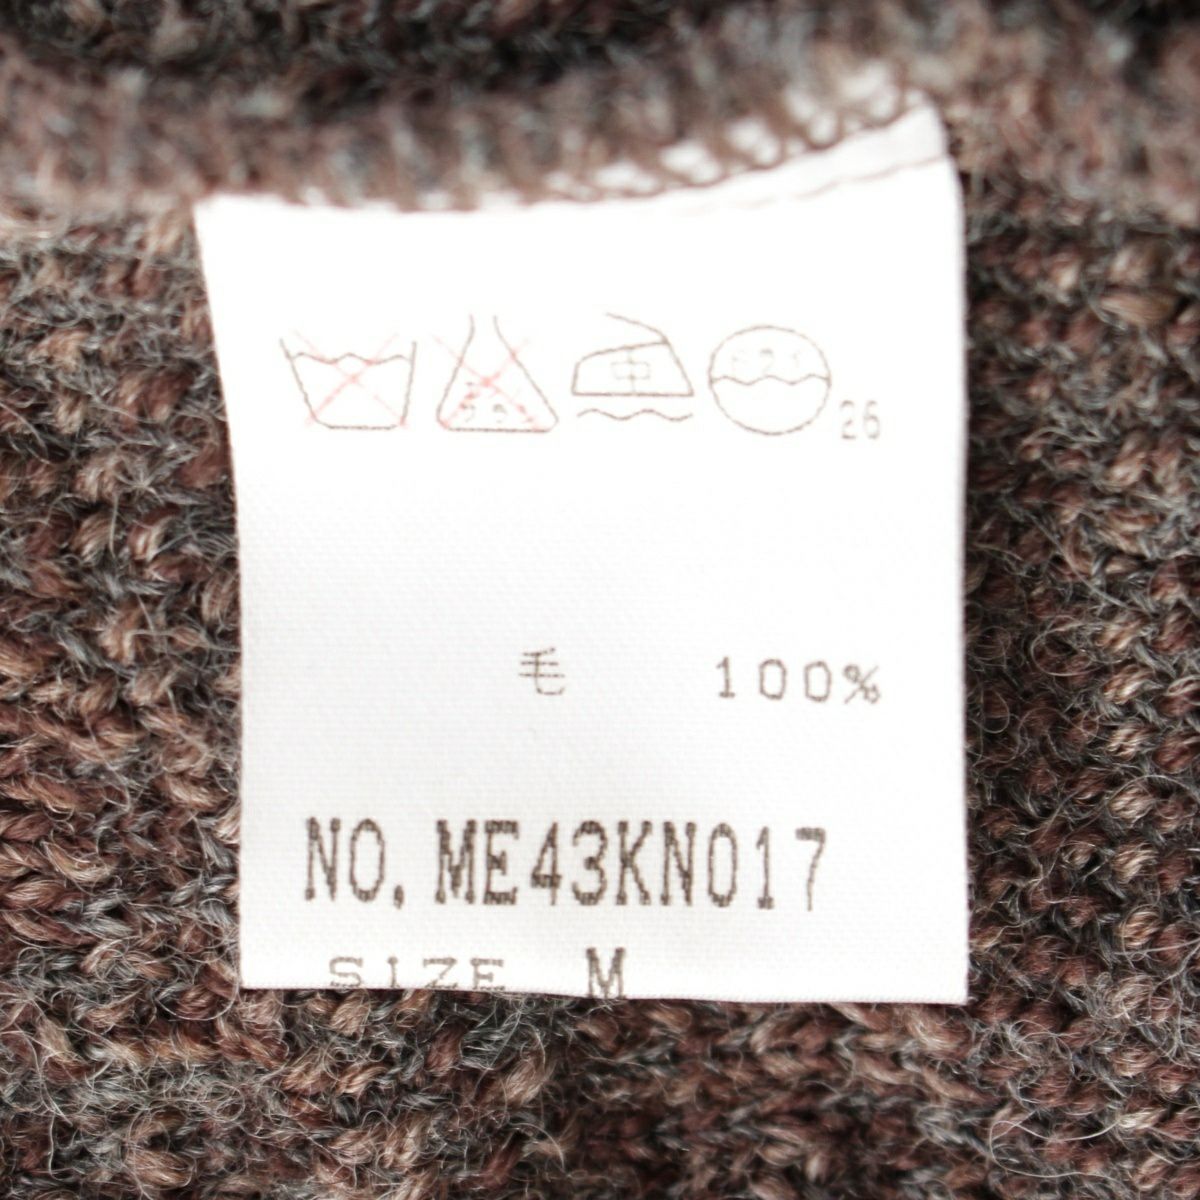 中 26
毛 100%
NO, ME43KN017
SIZE M